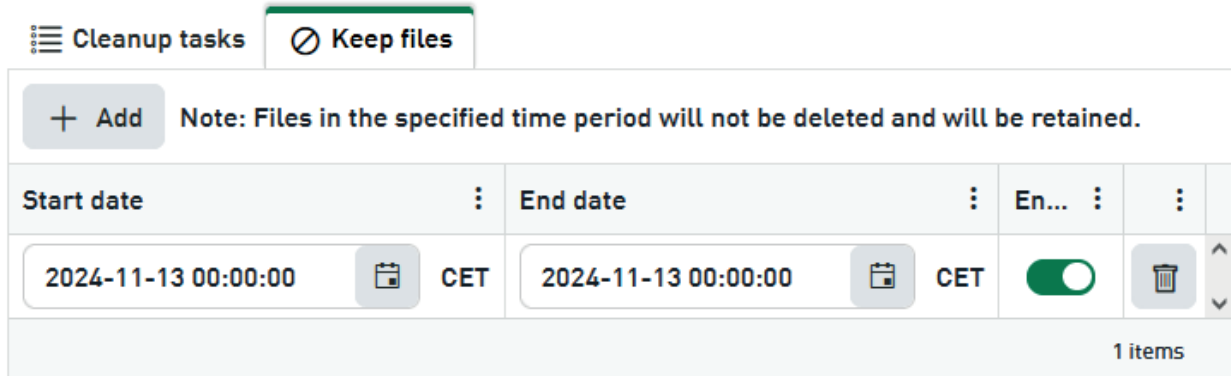 Cleanup tasks Keep files
+ Add Note: Files in the specified time period will not be deleted and will be retained.
Start date End date En...
2024-11-13 00:00:00 CET 2024-11-13 00:00:00 CET
1 items